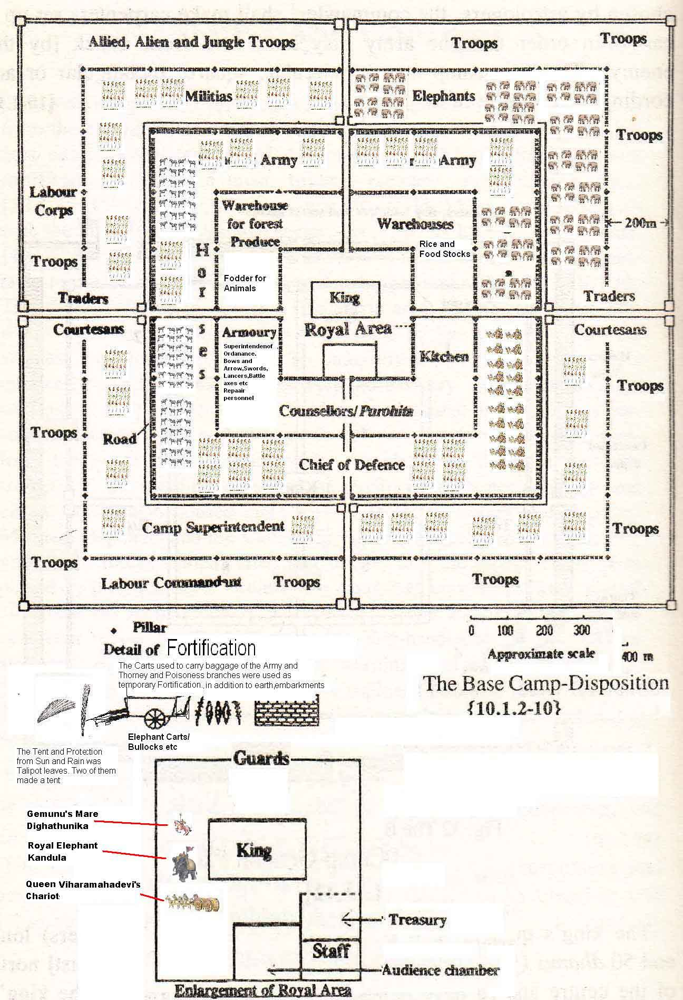 Allied, Alien and Jungle Troops
Troops
Troops
Militias
Elephants
Troops
Army
Army
Labour
Corps
Warehouse
for forest
Produce
Warehouses
200m
Rice and
Food Stocks
Troops
Hor
Fodder for
Animals
King
Traders
Traders
Courtesans
ses
Armoury
Royal Area
Courtesans
Superintendenof
Ordanance.
Bows and
Arrow,Swords,
Lancers,Battle
axes etc
Repaair
personnel
Kitchen
Troops
Counsellors/Purohita
Troops
Road
Chief of Defence
Camp Superintendent
Troops
Troops
Labour Commandant
Troops
Troops
Pillar
0 100 200 300
400 m
Approximate scale
Detail of Fortification
The Carts used to carry baggage of the Army and
Thorney and Poisoness branches were used as
temporary Fortification.,in addition to earth,embarkments
The Base Camp-Disposition
{10.1.2-10}
Elephant Carts/
Bullocks etc
The Tent and Protection
from Sun and Rain was
Talipot leaves. Two of them
made a tent
Guards
Gemunu's Mare
Dighathunika
Royal Elephant
Kandula
King
Queen Viharamahadevi's
Chariot
Treasury
Staff
Audience chamber
Enlargement of Royal Area